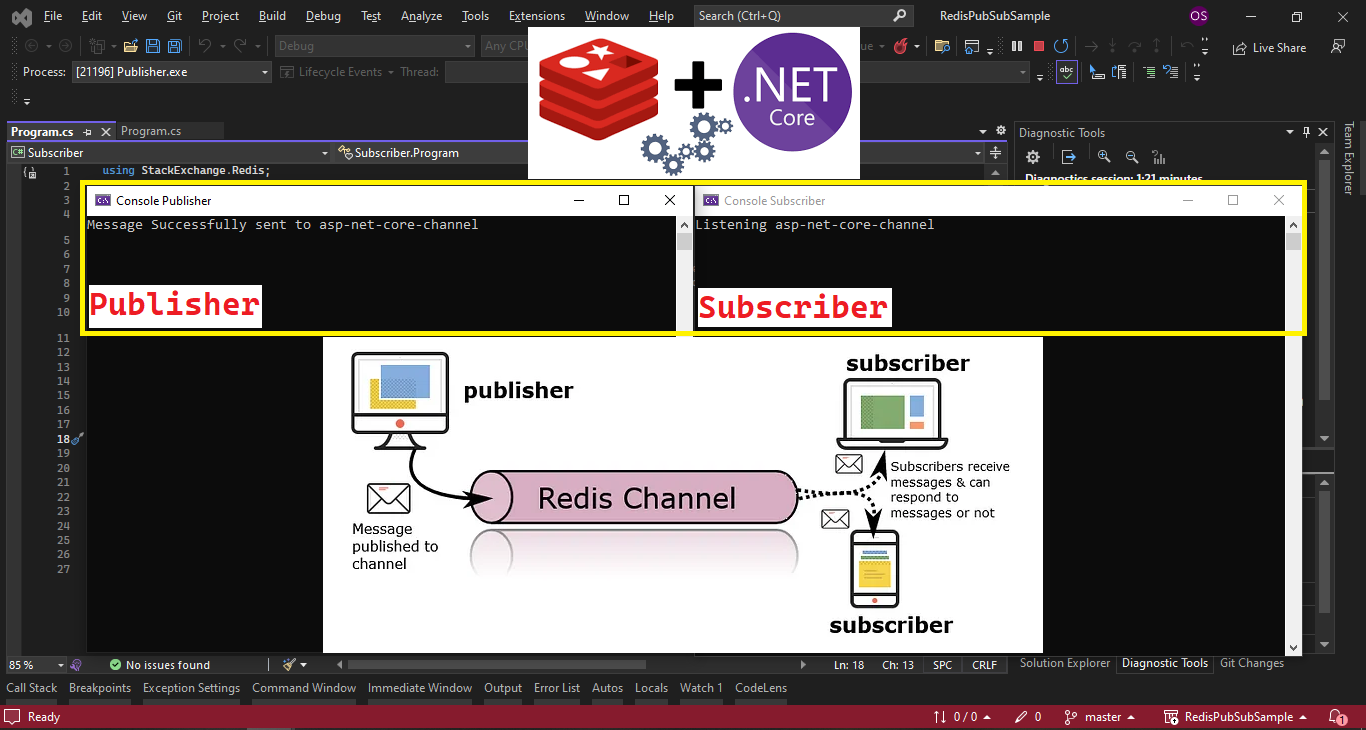 File Edit View Git Project Build Debug Test Analyze Tools Extensions Window Help Search (Ctrl+Q) RedisPubSubSample OS
Debug Any CPU Live Share
Process: [21196] Publisher.exe Lifecycle Events Thread:
.NET
Core
Program.cs Program.cs
Diagnostic Tools
Team Explorer
C# Subscriber Subscriber.Program
1 using StackExchange.Redis;
Diagnostics session: 1:21 minutes
2
3
4
5
6
7
8
9
10
11
12
13
14
15
16
17
18
19
20
21
22
23
24
25
26
27
Console Publisher
Message Successfully sent to asp-net-core-channel
Publisher
Console Subscriber
Listening asp-net-core-channel
Subscriber
publisher
Message
published to
channel
Redis Channel
subscriber
Subscribers receive
messages & can
respond to
messages or not
subscriber
85 % No issues found Ln: 18 Ch: 13 SPC CRLF
Solution Explorer Diagnostic Tools Git Changes
Call Stack Breakpoints Exception Settings Command Window Immediate Window Output Error List Autos Locals Watch 1 CodeLens
Ready 0 / 0 0 master RedisPubSubSample 1